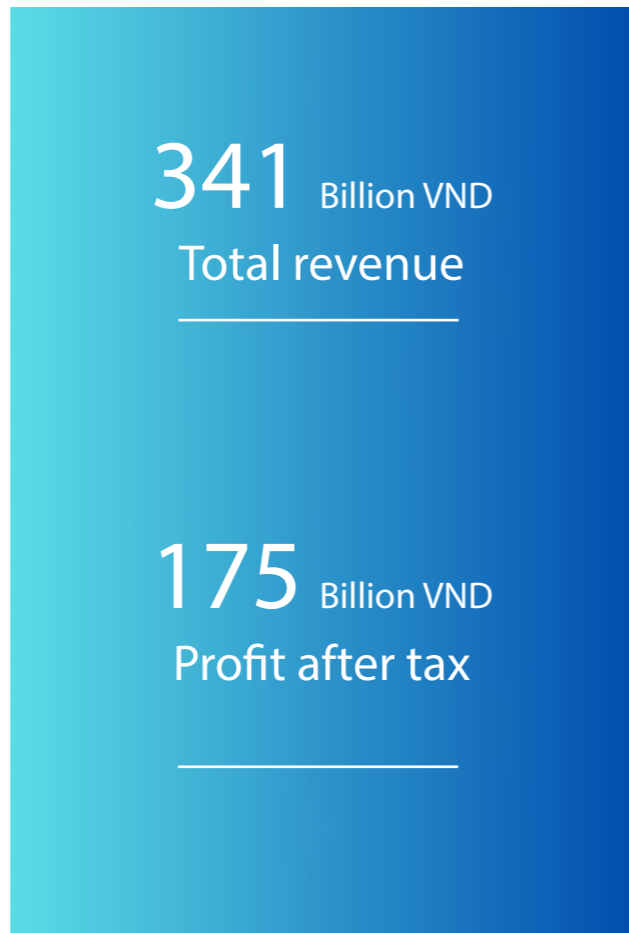 341 Billion VND
Total revenue
175 Billion VND
Profit after tax